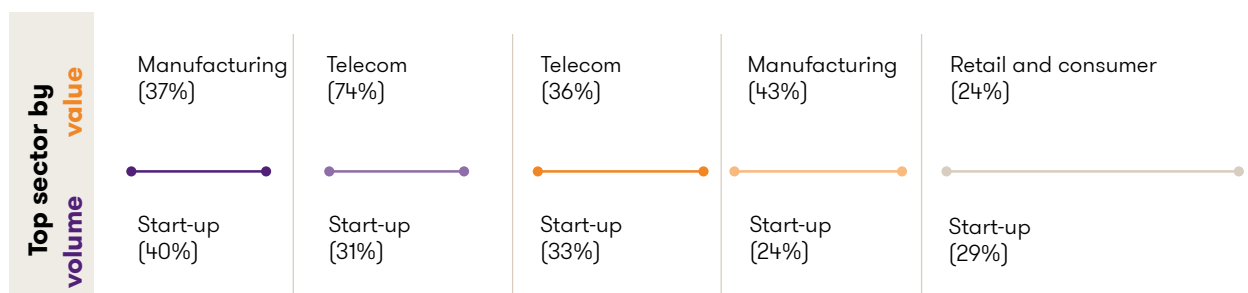 Top sector by
value
volume
Manufacturing
(37%)
Telecom
(74%)
Telecom
(36%)
Manufacturing
(43%)
Retail and consumer
(24%)
Start-up
(40%)
Start-up
(31%)
Start-up
(33%)
Start-up
(24%)
Start-up
(29%)